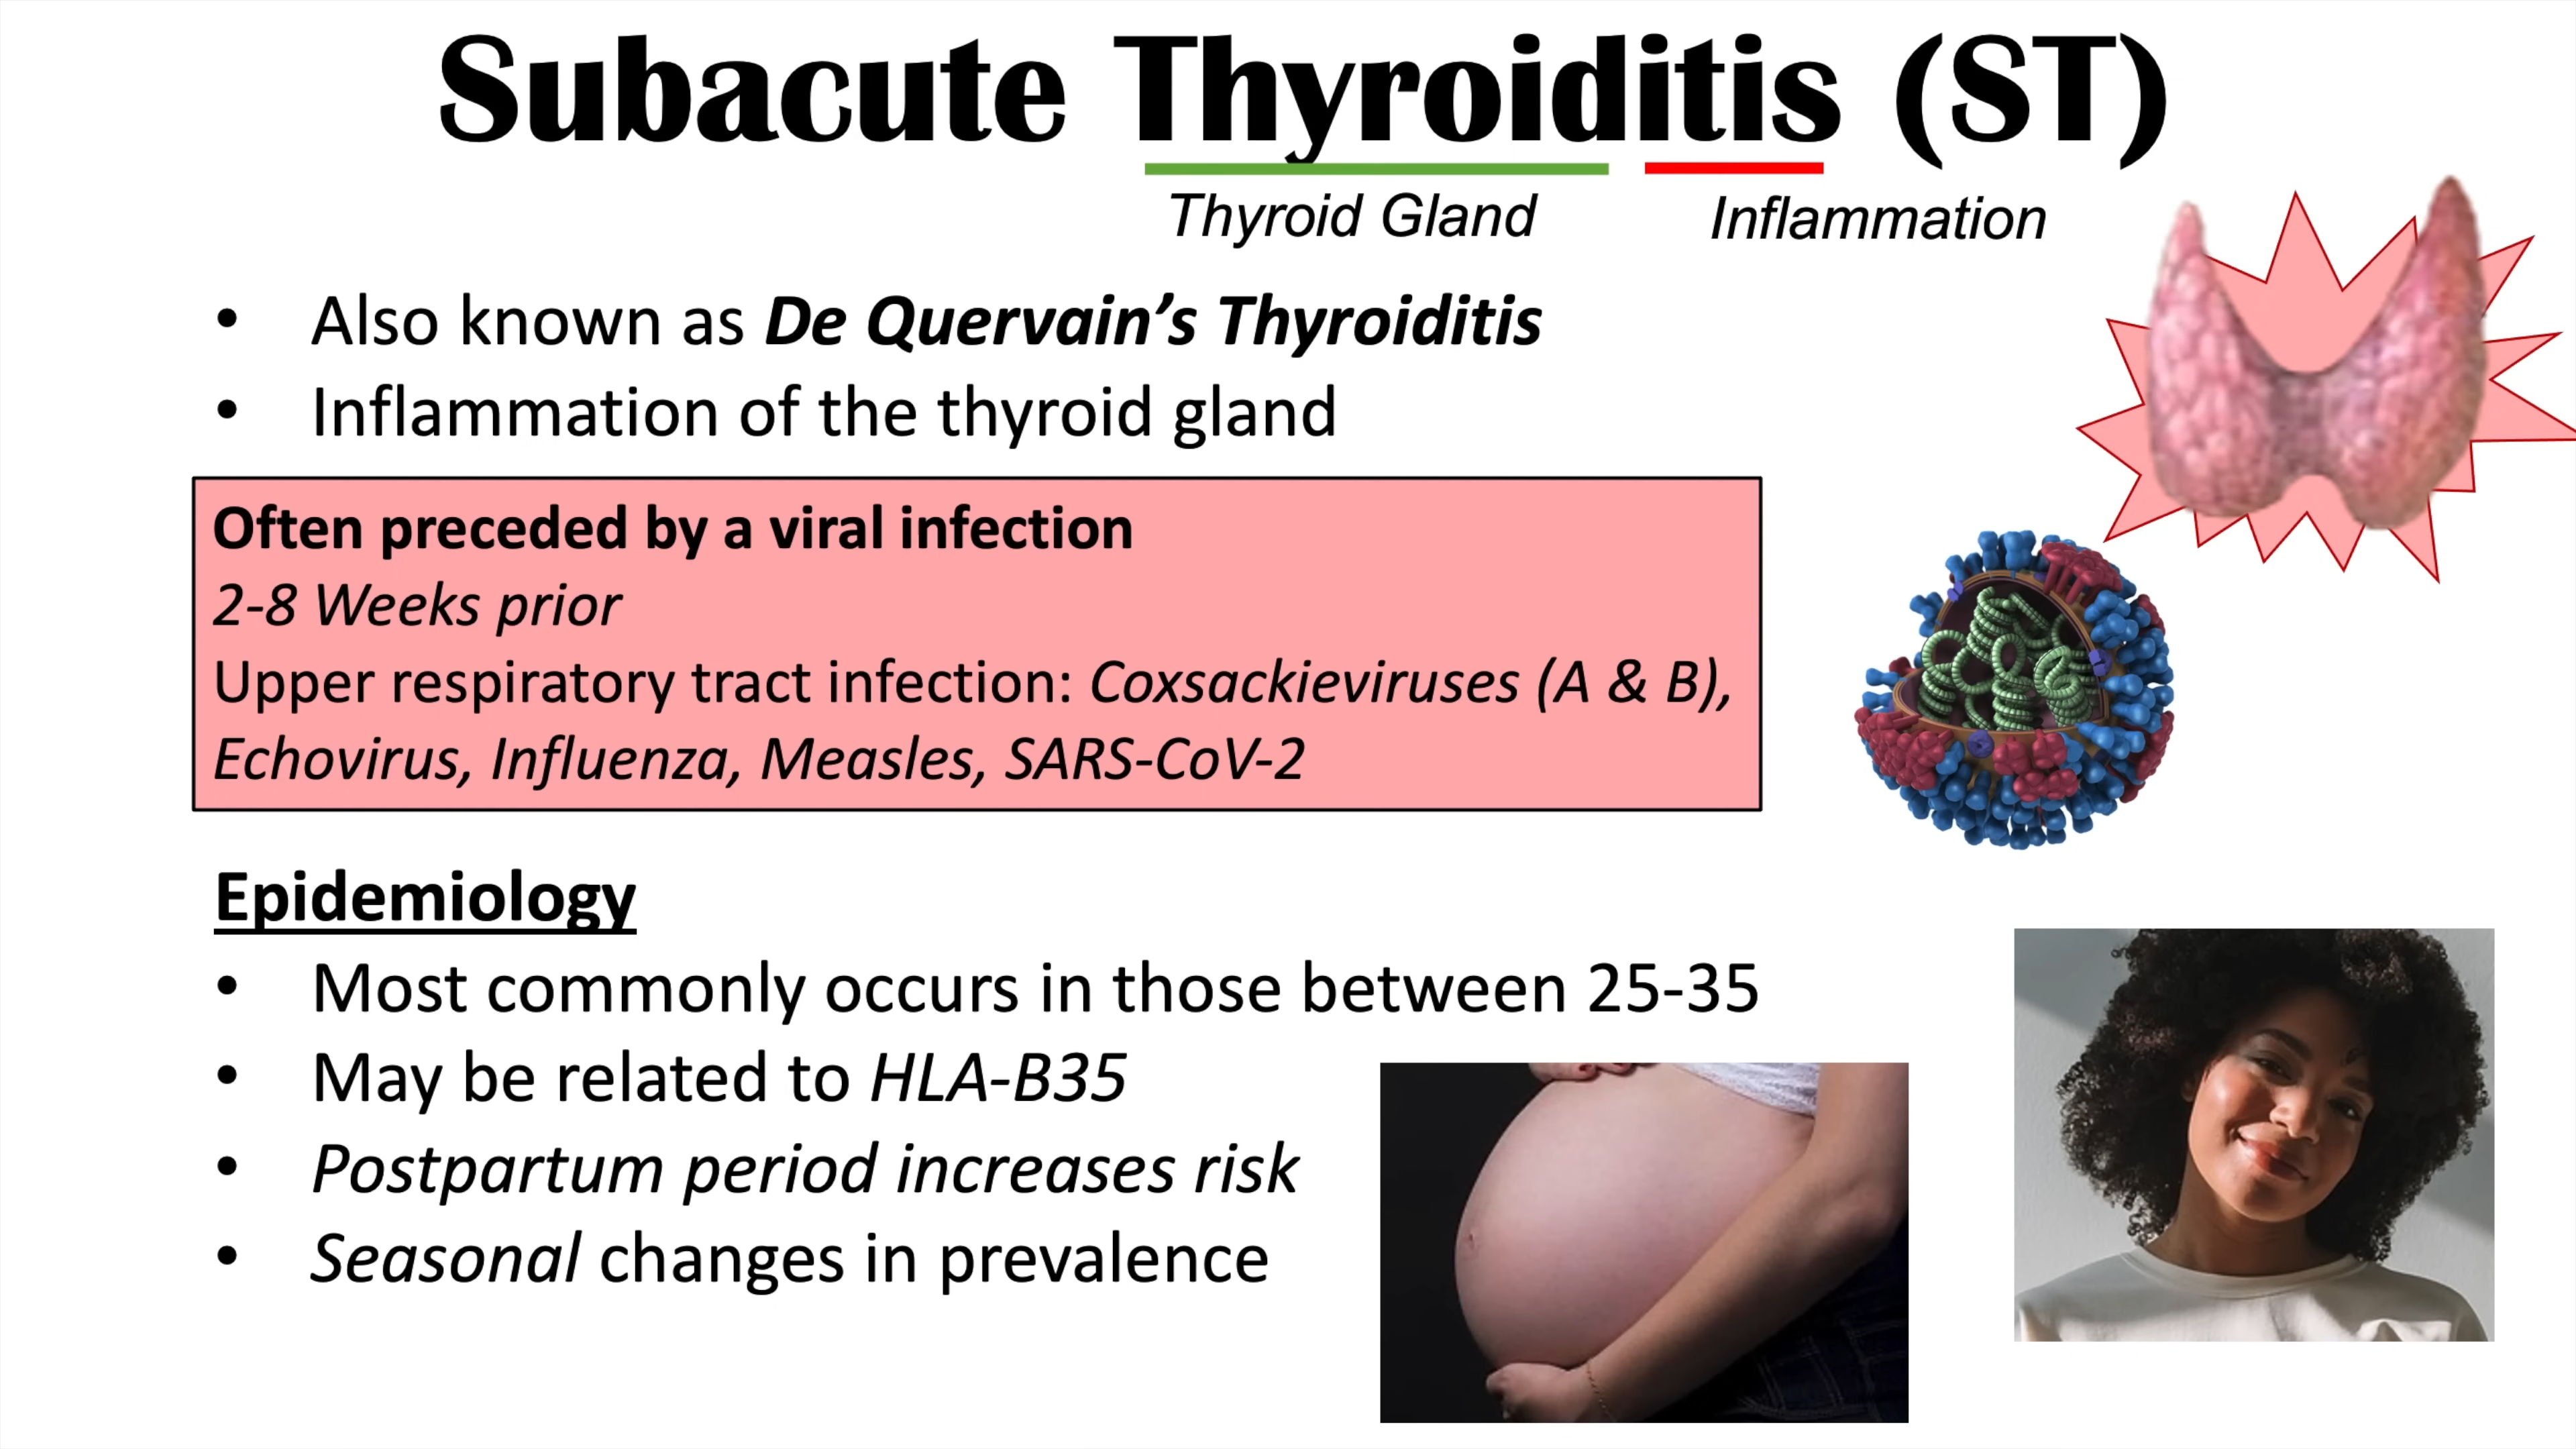 Subacute Thyroiditis (ST)
Thyroid Gland
Inflammation
• Also known as De Quervain’s Thyroiditis
• Inflammation of the thyroid gland
Often preceded by a viral infection
2-8 Weeks prior
Upper respiratory tract infection: Coxsackieviruses (A & B),
Echovirus, Influenza, Measles, SARS-CoV-2
Epidemiology
• Most commonly occurs in those between 25-35
• May be related to HLA-B35
• Postpartum period increases risk
• Seasonal changes in prevalence